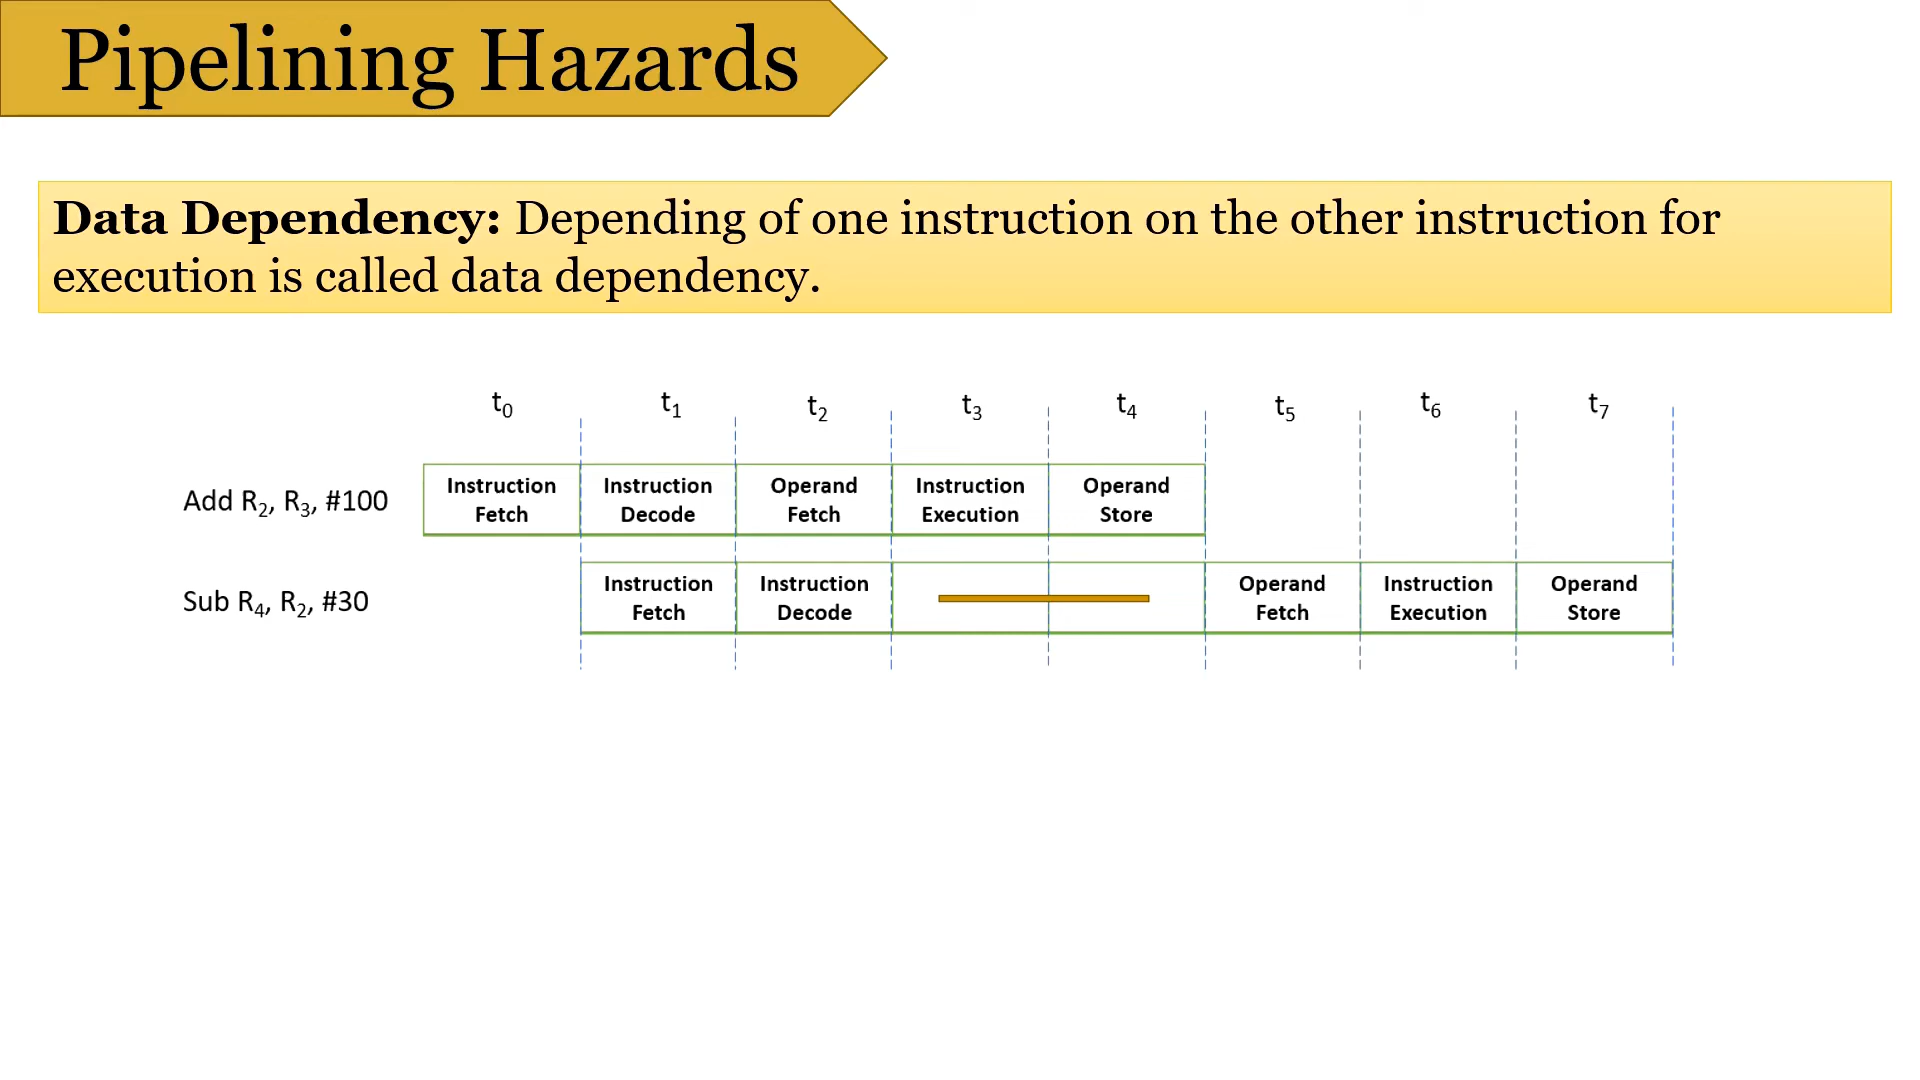 Pipelining Hazards
Data Dependency: Depending of one instruction on the other instruction for
execution is called data dependency.
t0 t1 t2 t3 t4 t5 t6 t7
Add R2, R3, #100
Instruction Instruction Operand Instruction Operand
Fetch Decode Fetch Execution Store
Sub R4, R2, #30
Instruction Instruction Operand Instruction Operand
Fetch Decode Fetch Execution Store